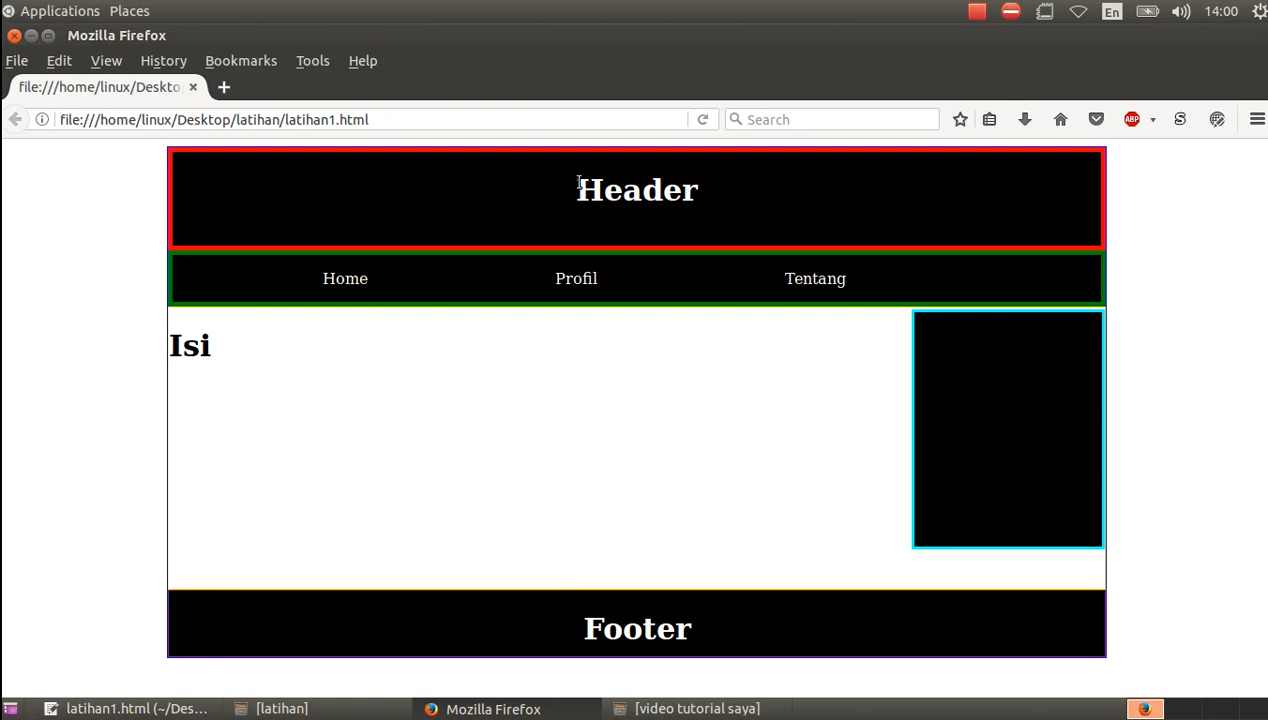 Applications Places En 14:00
Mozilla Firefox
File Edit View History Bookmarks Tools Help
file:///home/linux/Deskto
file:///home/linux/Desktop/latihan/latihan1.html Search ABP S
Header
Home Profil Tentang
Isi
Footer
latihan1.html (~/Des... [latihan] Mozilla Firefox [video tutorial saya]